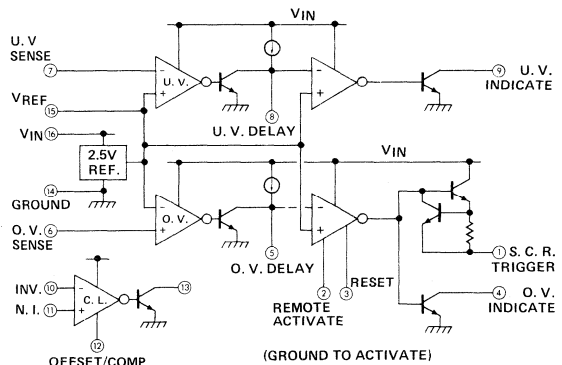 VIN
U. V
SENSE
7
−
+
U. V.
−
+
9
U. V.
INDICATE
VREF
15
8
U. V. DELAY
VIN
16
2.5V
REF.
VIN
14
GROUND
O. V.
SENSE
6
−
+
O. V.
−
+
5
O. V. DELAY
1
S. C. R.
TRIGGER
RESET
2
3
REMOTE
ACTIVATE
4
O. V.
INDICATE
INV.
10
N. I.
11
−
+
C. L.
13
12
OFFSET/COMP
(GROUND TO ACTIVATE)